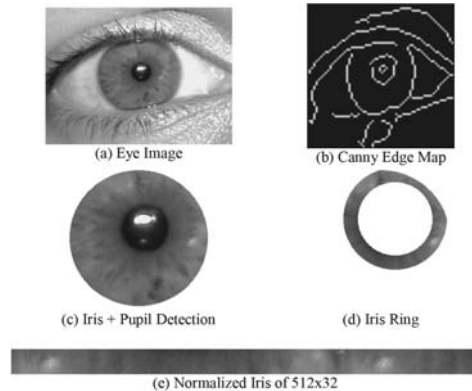 (a) Eye Image
(b) Canny Edge Map
(c) Iris + Pupil Detection
(d) Iris Ring
(e) Normalized Iris of 512x32